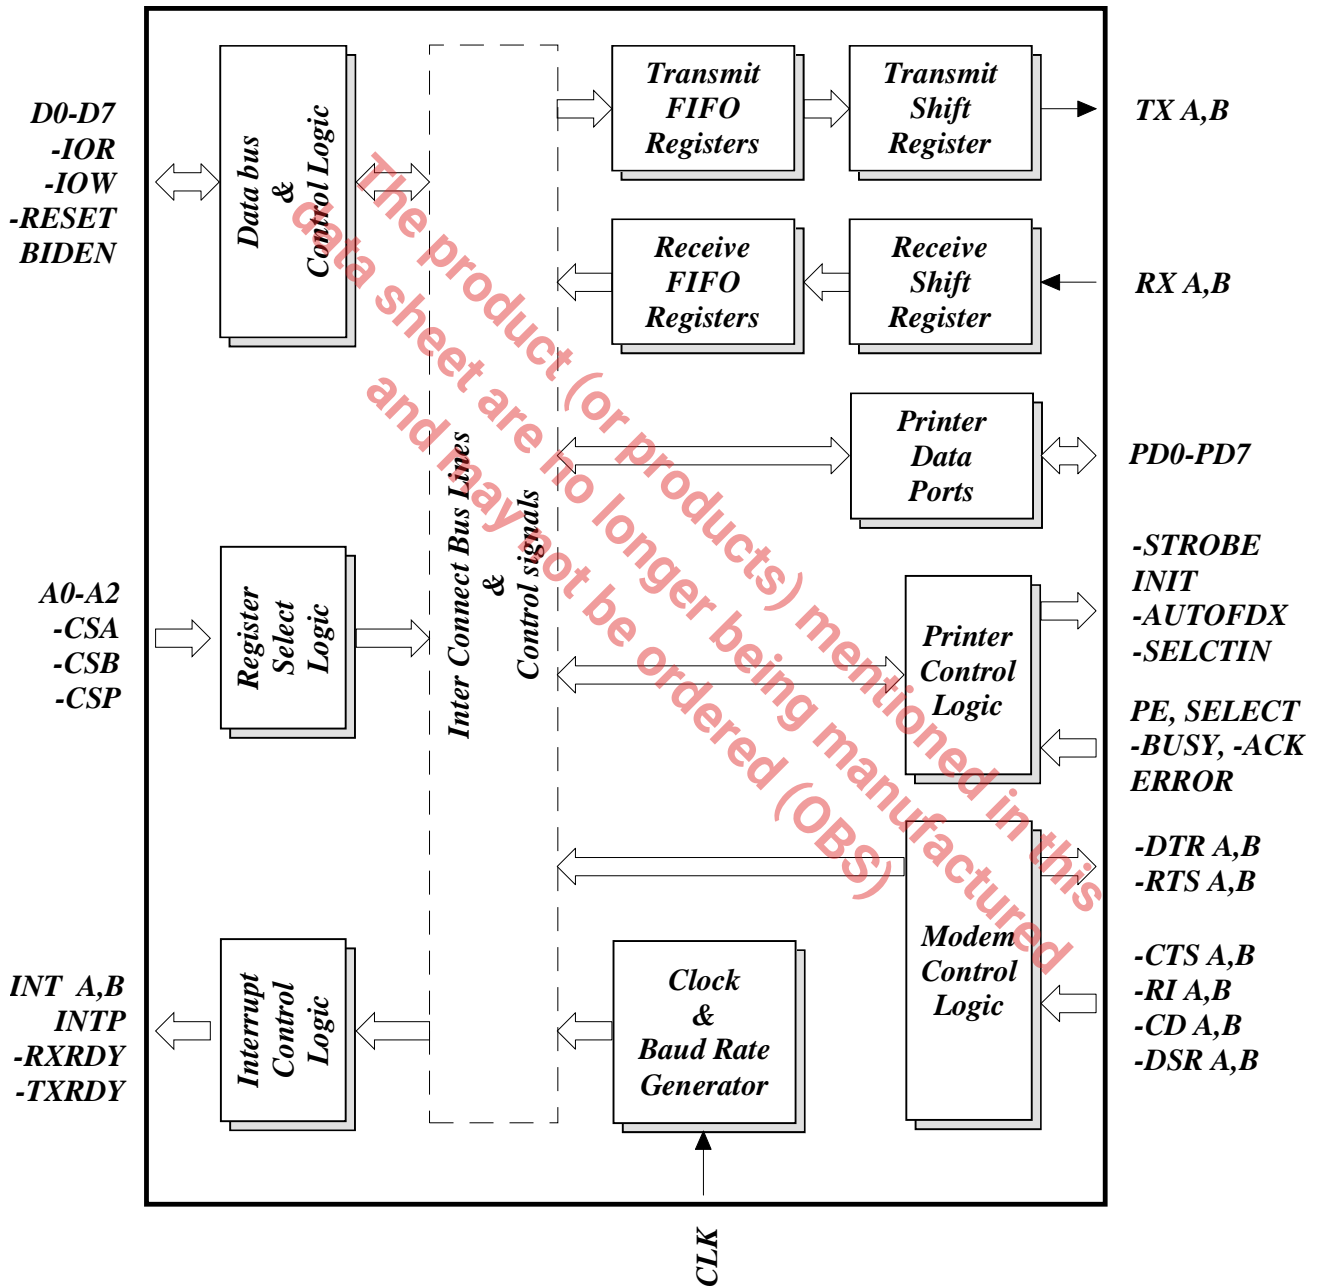 D0-D7
-IOR
-IOW
-RESET
BIDEN
Data bus
&
Control Logic
A0-A2
-CSA
-CSB
-CSP
Register
Select
Logic
INT A,B
INTP
-RXRDY
-TXRDY
Interrupt
Control
Logic
Inter Connect Bus Lines
&
Control signals
Transmit
FIFO
Registers
Transmit
Shift
Register
TX A,B
Receive
FIFO
Registers
Receive
Shift
Register
RX A,B
Printer
Data
Ports
PD0-PD7
Printer
Control
Logic
-STROBE
INIT
-AUTOFDX
-SELCTIN
PE, SELECT
-BUSY, -ACK
ERROR
Modem
Control
Logic
-DTR A,B
-RTS A,B
-CTS A,B
-RI A,B
-CD A,B
-DSR A,B
Clock
&
Baud Rate
Generator
CLK
The product (or products) mentioned in this
data sheet are no longer being manufactured
and may not be ordered (OBS)